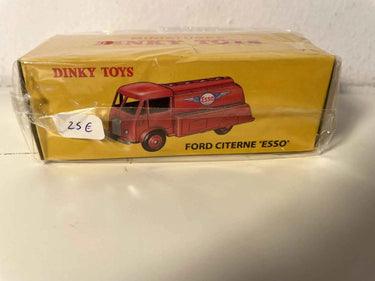 DINKY TOYS
ESSO
25€
FORD CITERNE "ESSO"